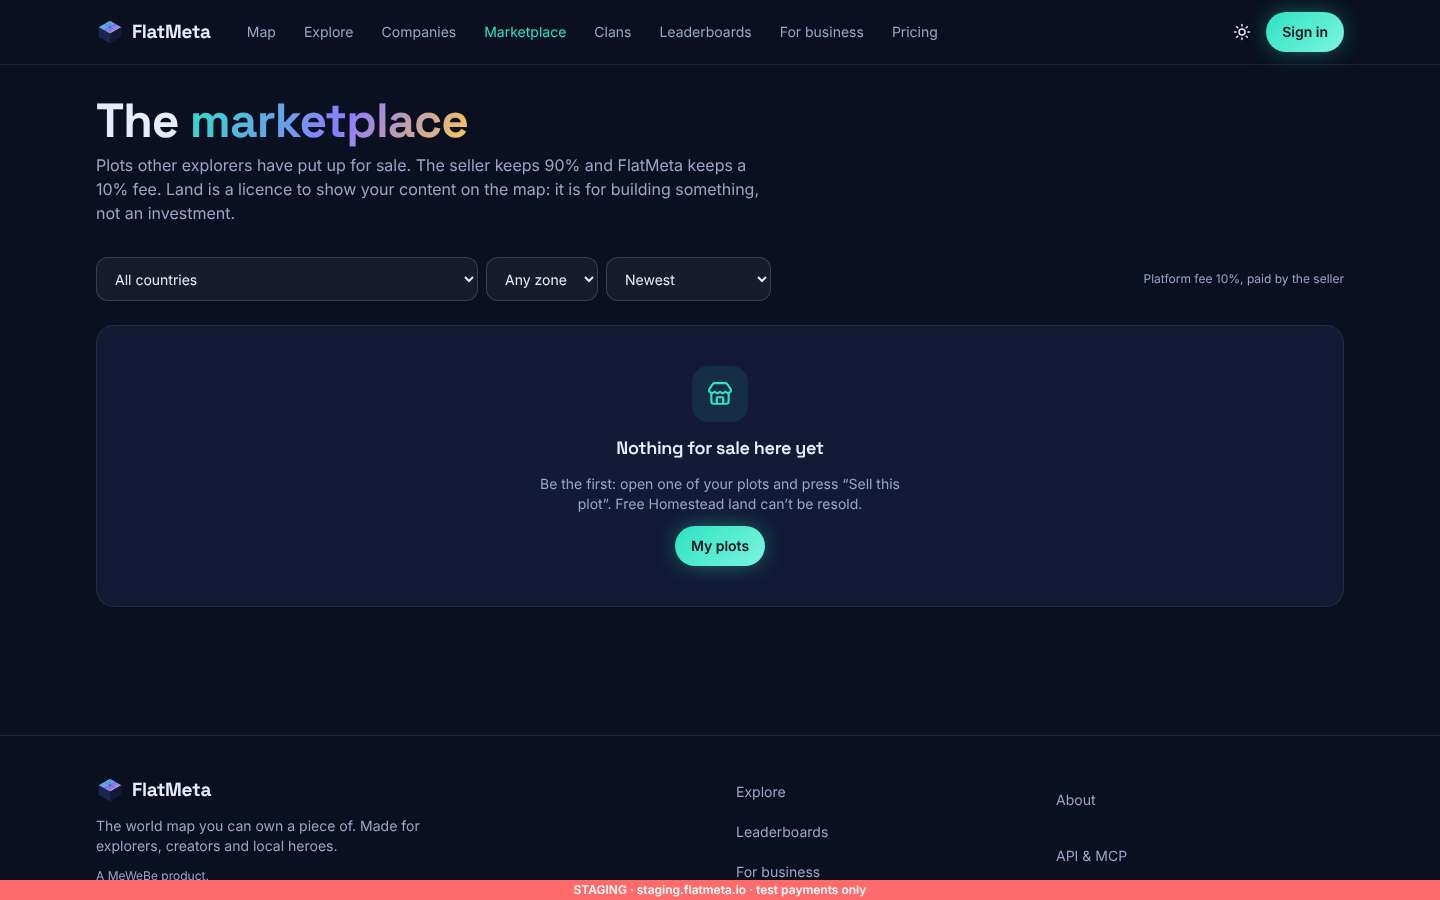 FlatMeta
Map
Explore
Companies
Marketplace
Clans
Leaderboards
For business
Pricing
Sign in
The marketplace
Plots other explorers have put up for sale. The seller keeps 90% and FlatMeta keeps a
10% fee. Land is a licence to show your content on the map: it is for building something,
not an investment.
All countries
Any zone
Newest
Platform fee 10%, paid by the seller
Nothing for sale here yet
Be the first: open one of your plots and press “Sell this
plot”. Free Homestead land can’t be resold.
My plots
FlatMeta
The world map you can own a piece of. Made for
explorers, creators and local heroes.
A MeWeBe product.
Explore
Leaderboards
For business
About
API & MCP
STAGING · staging.flatmeta.io · test payments only